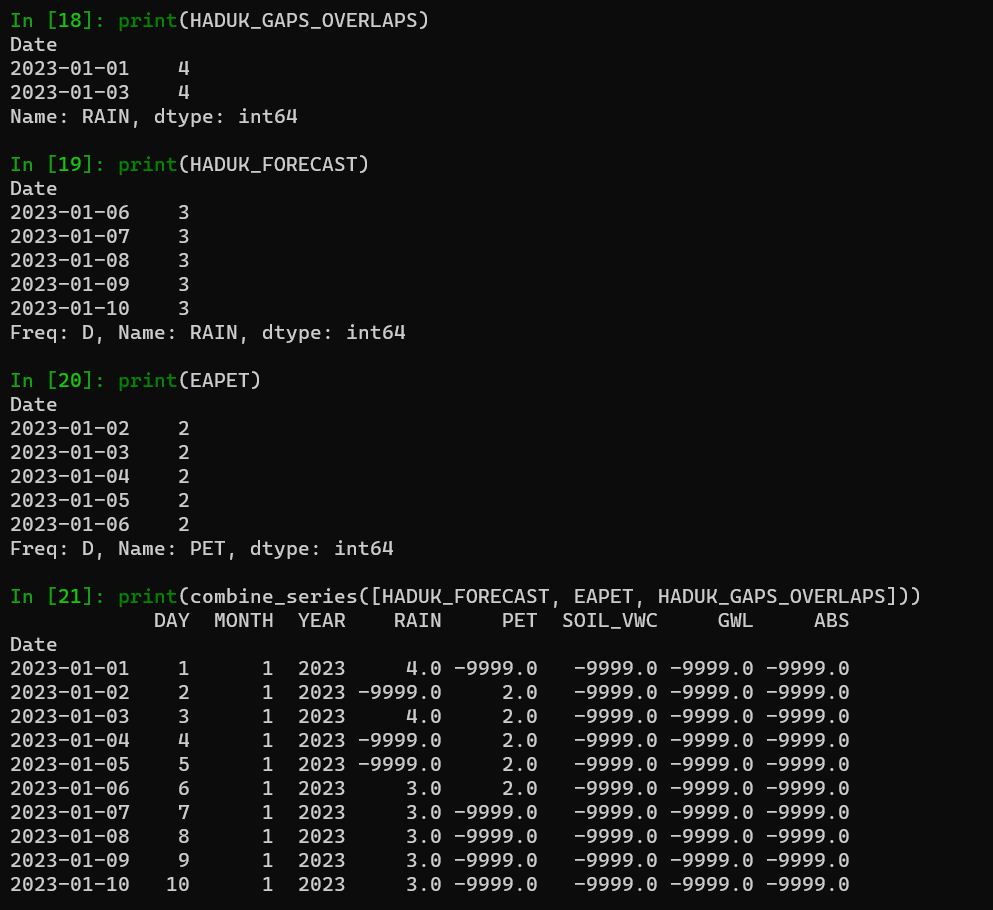 In [18]: print(HADUK_GAPS_OVERLAPS)
Date
2023-01-01    4
2023-01-03    4
Name: RAIN, dtype: int64

In [19]: print(HADUK_FORECAST)
Date
2023-01-06    3
2023-01-07    3
2023-01-08    3
2023-01-09    3
2023-01-10    3
Freq: D, Name: RAIN, dtype: int64

In [20]: print(EAPET)
Date
2023-01-02    2
2023-01-03    2
2023-01-04    2
2023-01-05    2
2023-01-06    2
Freq: D, Name: PET, dtype: int64

In [21]: print(combine_series([HADUK_FORECAST, EAPET, HADUK_GAPS_OVERLAPS]))
            DAY  MONTH  YEAR    RAIN     PET  SOIL_VWC     GWL     ABS
Date
2023-01-01    1      1  2023     4.0 -9999.0   -9999.0 -9999.0 -9999.0
2023-01-02    2      1  2023 -9999.0     2.0   -9999.0 -9999.0 -9999.0
2023-01-03    3      1  2023     4.0     2.0   -9999.0 -9999.0 -9999.0
2023-01-04    4      1  2023 -9999.0     2.0   -9999.0 -9999.0 -9999.0
2023-01-05    5      1  2023 -9999.0     2.0   -9999.0 -9999.0 -9999.0
2023-01-06    6      1  2023     3.0     2.0   -9999.0 -9999.0 -9999.0
2023-01-07    7      1  2023     3.0 -9999.0   -9999.0 -9999.0 -9999.0
2023-01-08    8      1  2023     3.0 -9999.0   -9999.0 -9999.0 -9999.0
2023-01-09    9      1  2023     3.0 -9999.0   -9999.0 -9999.0 -9999.0
2023-01-10   10      1  2023     3.0 -9999.0   -9999.0 -9999.0 -9999.0